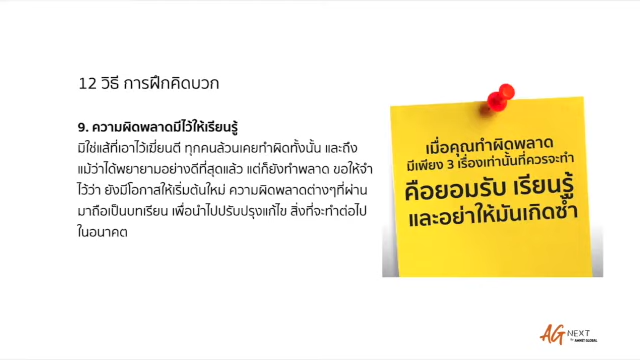 12 วิธี การฝึกคิดบวก
9. ความผิดพลาดมีไว้ให้เรียนรู้
มิใช่แส้ที่เอาไว้เฆี่ยนตี ทุกคนล้วนเคยทำผิดทั้งนั้น และถึง
แม้ว่าได้พยายามอย่างดีที่สุดแล้ว แต่ก็ยังทำพลาด ขอให้จำ
ไว้ว่า ยังมีโอกาสให้เริ่มต้นใหม่ ความผิดพลาดต่างๆที่ผ่าน
มาถือเป็นบทเรียน เพื่อนำไปปรับปรุงแก้ไข สิ่งที่จะทำต่อไป
ในอนาคต
เมื่อคุณทำผิดพลาด
มีเพียง 3 เรื่องเท่านั้นที่ควรจะทำ
คือยอมรับ เรียนรู้
และอย่าให้มันเกิดซ้ำ
AG NEXT
By AMNET GLOBAL